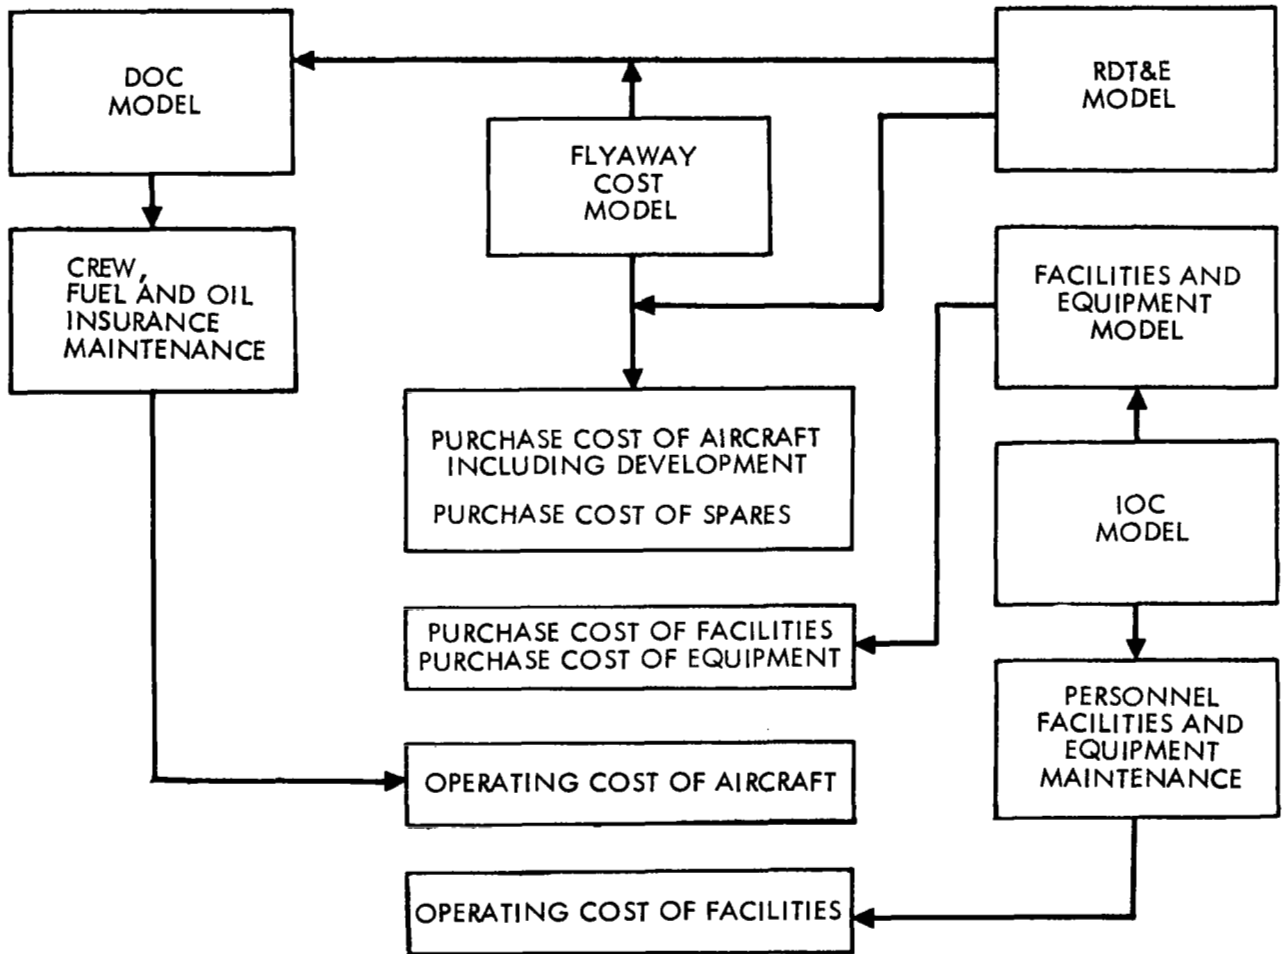 DOC
MODEL
RDT&E
MODEL
FLYAWAY
COST
MODEL
CREW,
FUEL AND OIL
INSURANCE
MAINTENANCE
FACILITIES AND
EQUIPMENT
MODEL
PURCHASE COST OF AIRCRAFT
INCLUDING DEVELOPMENT
PURCHASE COST OF SPARES
IOC
MODEL
PURCHASE COST OF FACILITIES
PURCHASE COST OF EQUIPMENT
PERSONNEL
FACILITIES AND
EQUIPMENT
MAINTENANCE
OPERATING COST OF AIRCRAFT
OPERATING COST OF FACILITIES